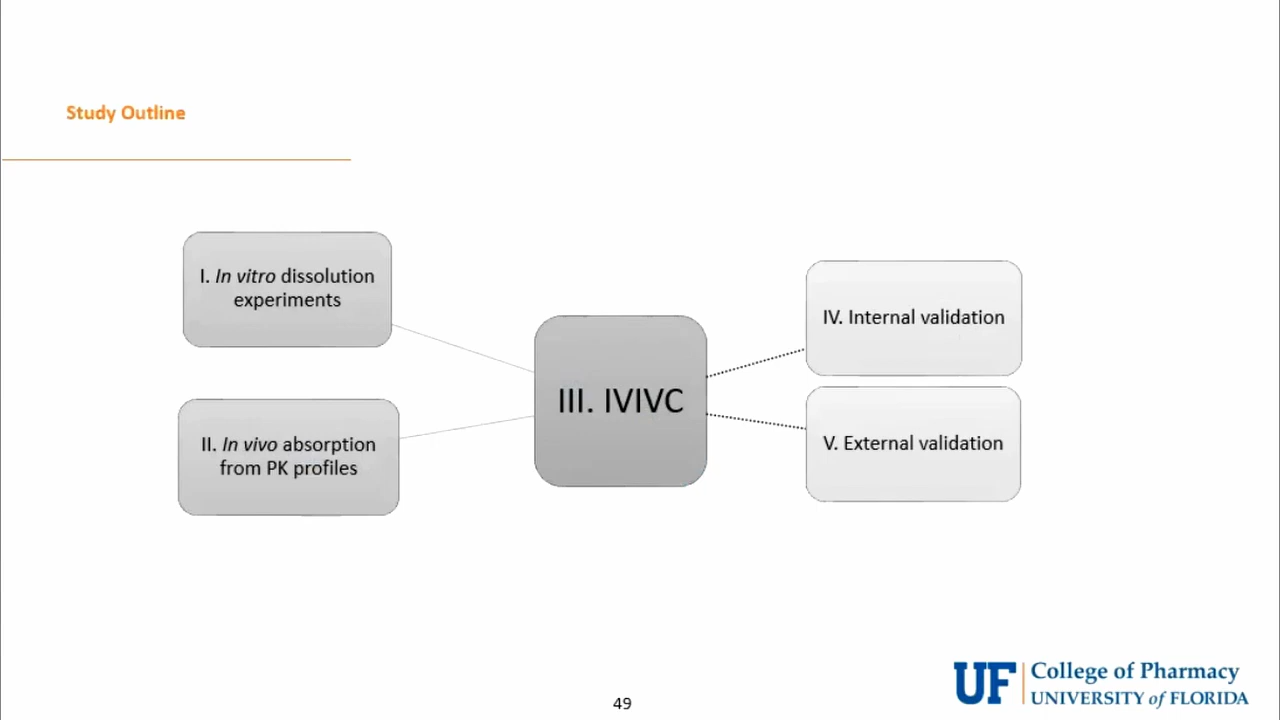 Study Outline
I. In vitro dissolution
experiments
II. In vivo absorption
from PK profiles
III. IVIVC
IV. Internal validation
V. External validation
49
UF College of Pharmacy
UNIVERSITY of FLORIDA